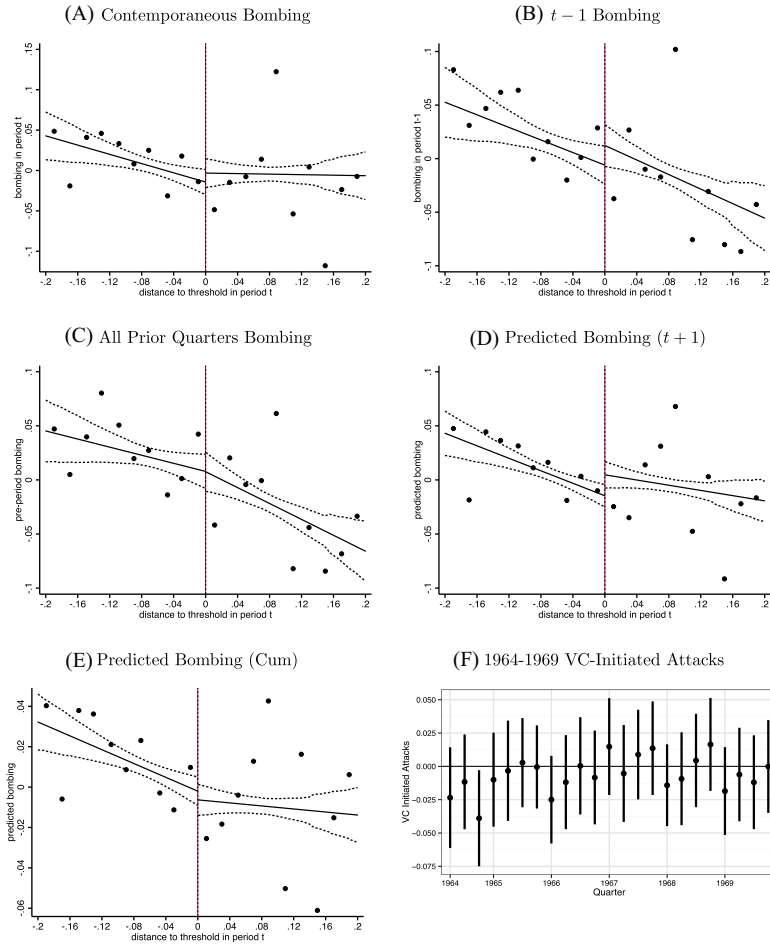 (A) Contemporaneous Bombing
bombing in period t
.15
.1
.05
0
-.05
-.1
-.2 -.16 -.12 -.08 -.04 0 .04 .08 .12 .16 .2
distance to threshold in period t
(B) t − 1 Bombing
bombing in period t-1
.1
.05
0
-.05
-.1
-.2 -.16 -.12 -.08 -.04 0 .04 .08 .12 .16 .2
distance to threshold in period t
(C) All Prior Quarters Bombing
pre-period bombing
.1
.05
0
-.05
-.1
-.2 -.16 -.12 -.08 -.04 0 .04 .08 .12 .16 .2
distance to threshold in period t
(D) Predicted Bombing (t + 1)
predicted bombing
.1
.05
0
-.05
-.1
-.2 -.16 -.12 -.08 -.04 0 .04 .08 .12 .16 .2
distance to threshold in period t
(E) Predicted Bombing (Cum)
predicted bombing
.04
.02
0
-.02
-.04
-.06
-.2 -.16 -.12 -.08 -.04 0 .04 .08 .12 .16 .2
distance to threshold in period t
(F) 1964-1969 VC-Initiated Attacks
VC Initiated Attacks
0.050
0.025
0.000
−0.025
−0.050
−0.075
1964 1965 1966 1967 1968 1969
Quarter